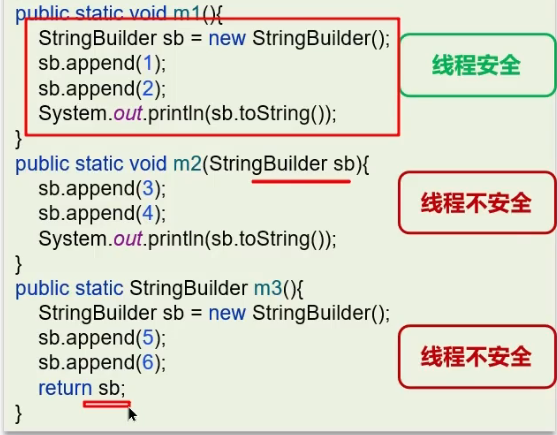 public static void m1(){
StringBuilder sb = new StringBuilder();
sb.append(1);
sb.append(2);
System.out.println(sb.toString());
}
线程安全
public static void m2(StringBuilder sb){
sb.append(3);
sb.append(4);
System.out.println(sb.toString());
}
线程不安全
public static StringBuilder m3(){
StringBuilder sb = new StringBuilder();
sb.append(5);
sb.append(6);
return sb;
}
线程不安全